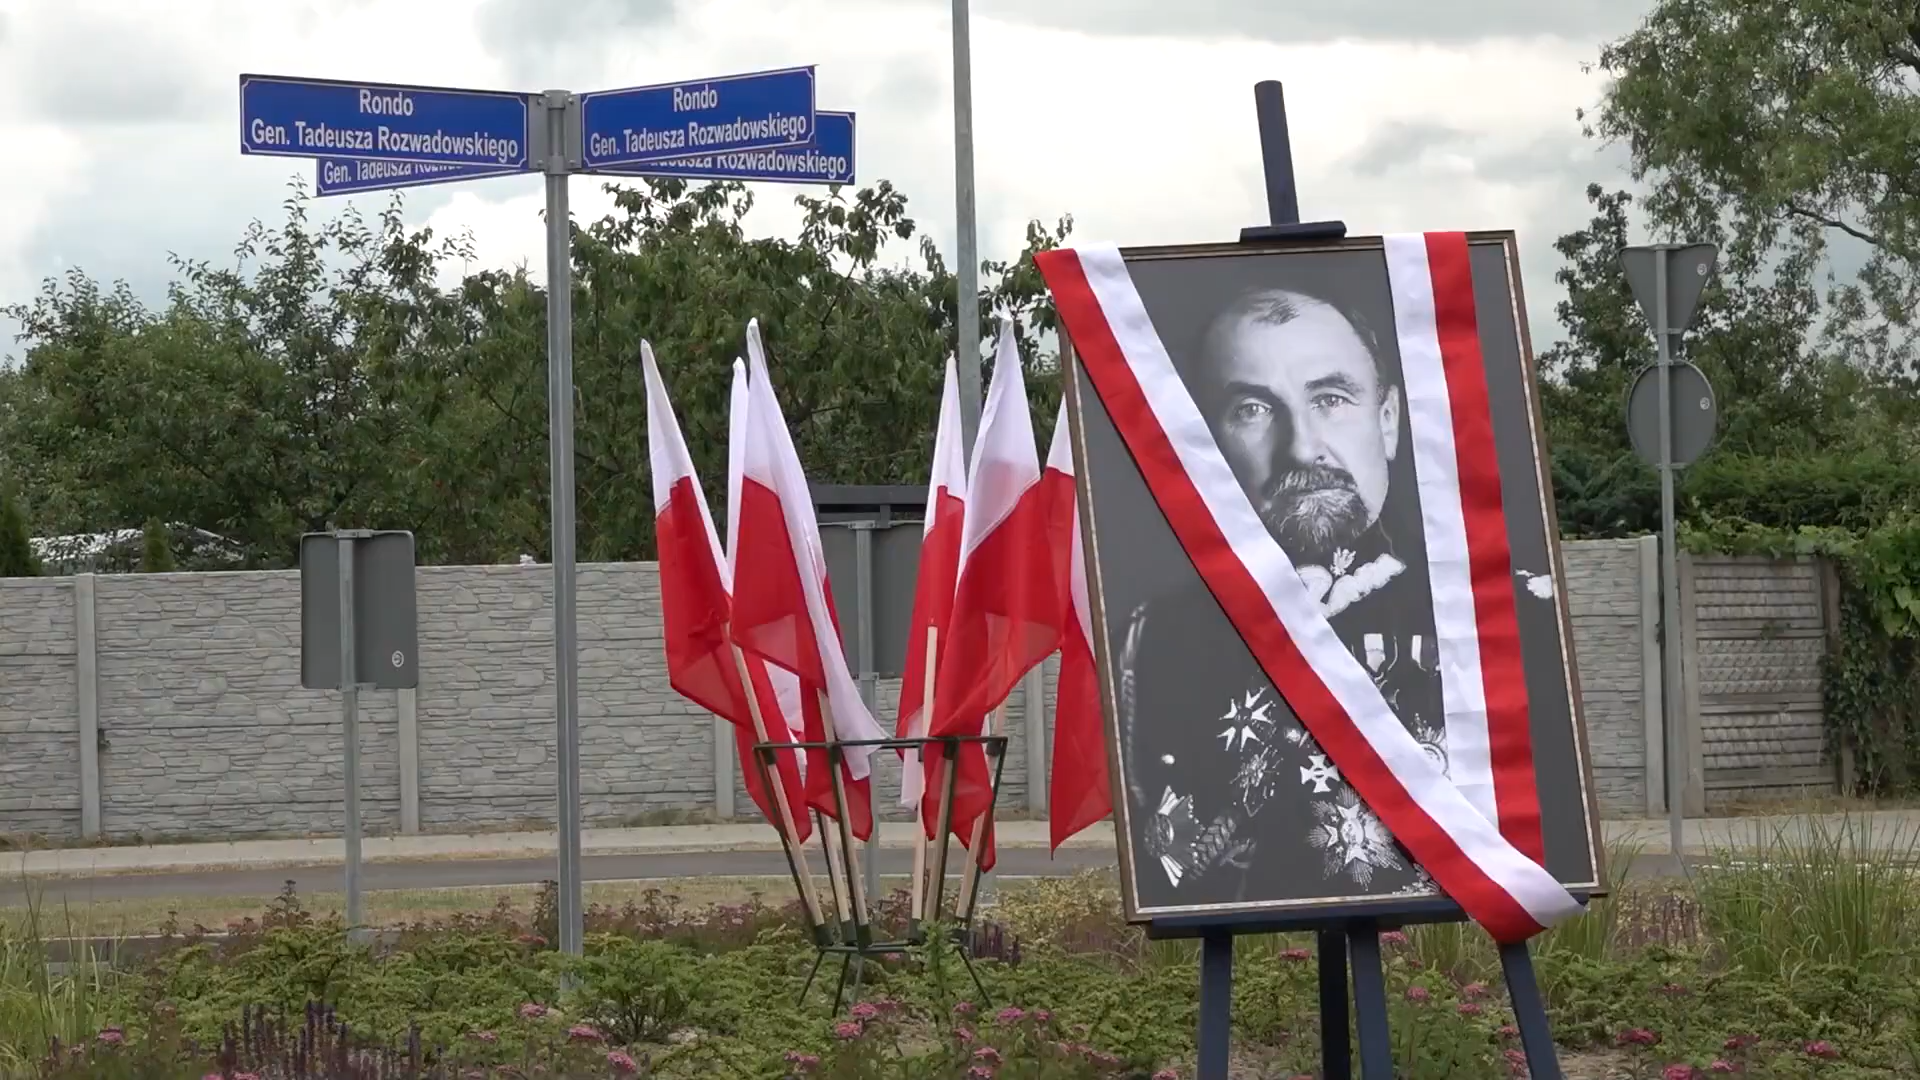 Rondo
Gen. Tadeusza Rozwadowskiego
Rondo
Gen. Tadeusza Rozwadowskiego
Gen. Tadeusza
Rozwadowskiego